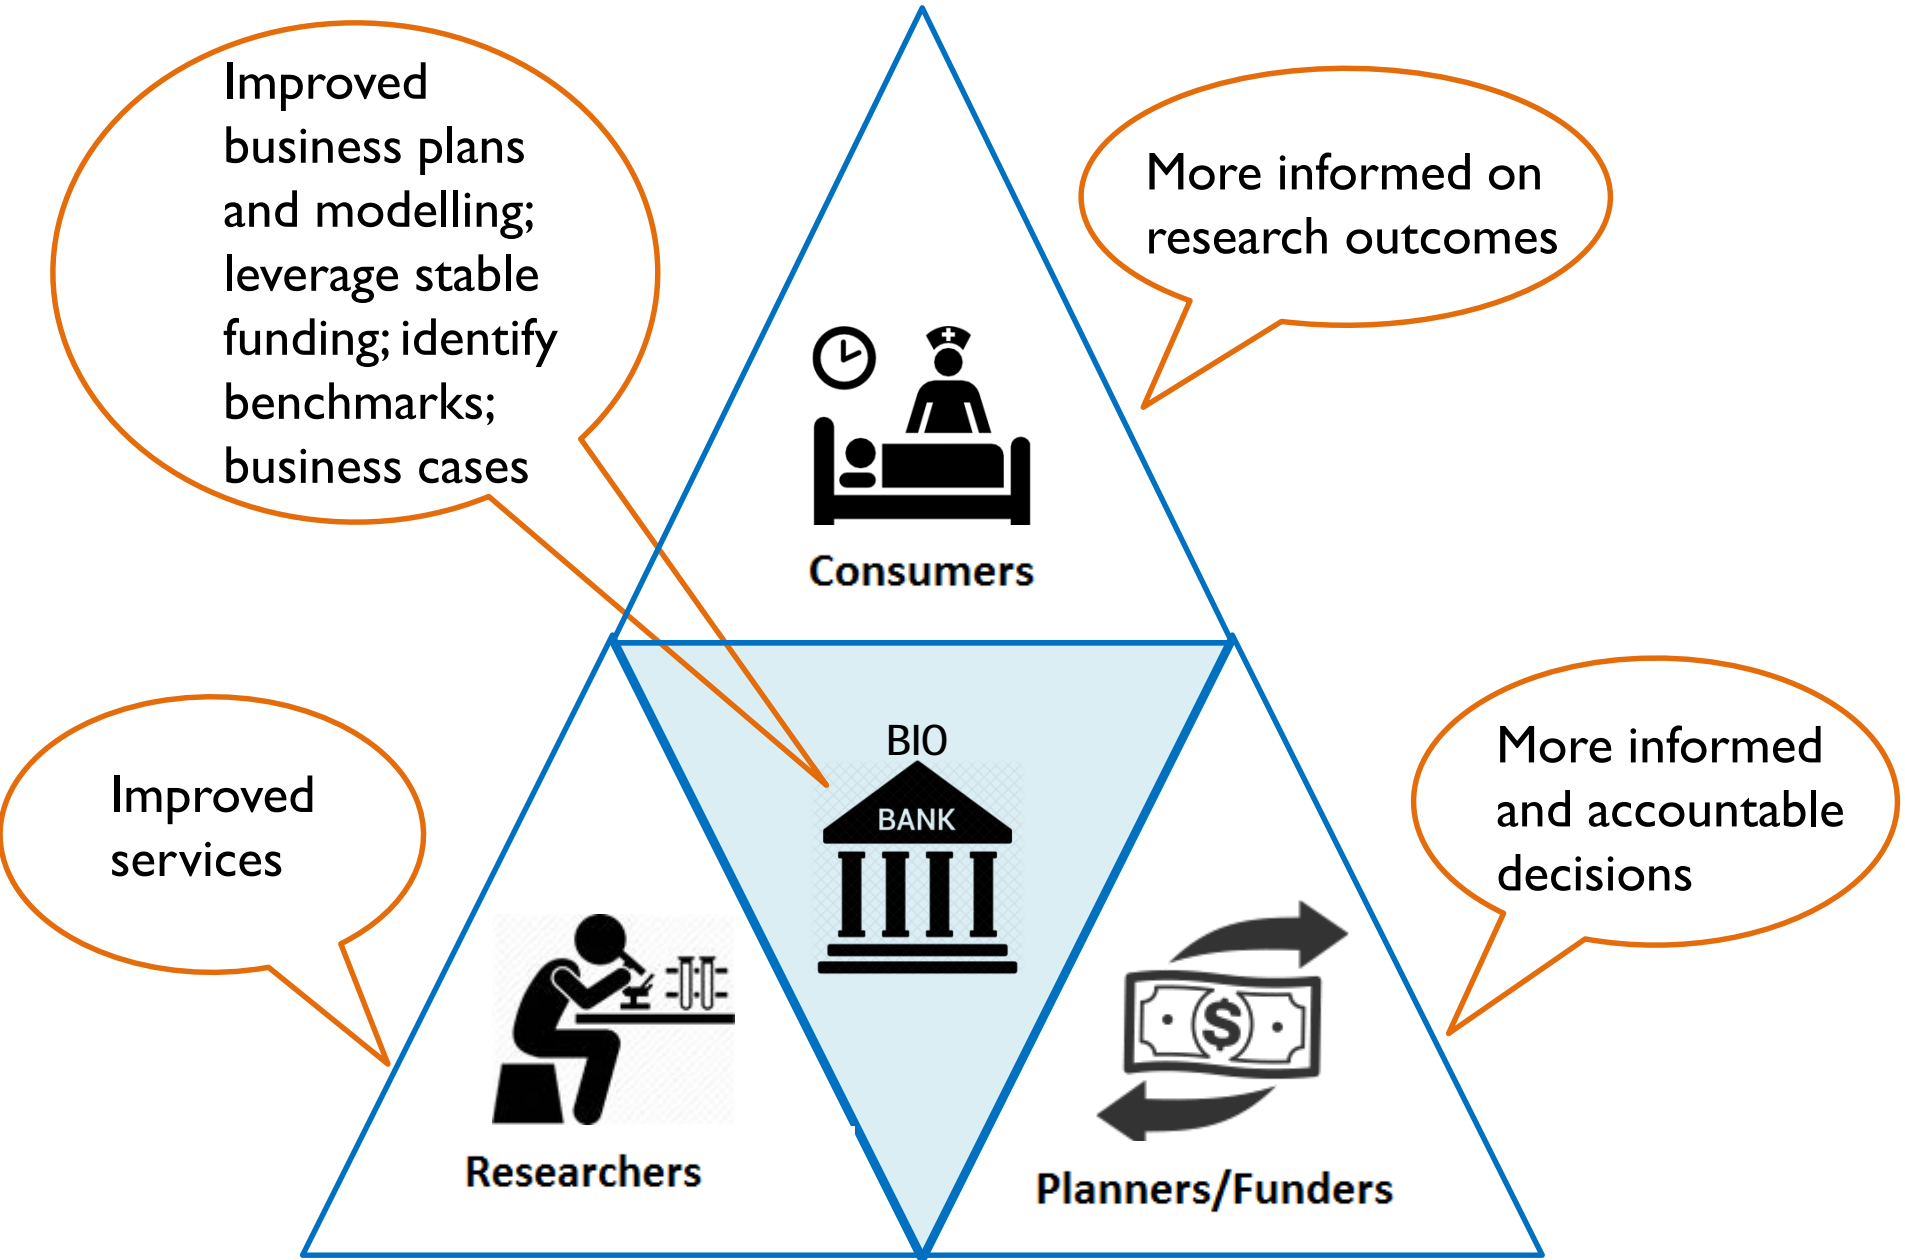 Improved
business plans
and modelling;
leverage stable
funding; identify
benchmarks;
business cases
More informed on
research outcomes
Consumers
Improved
services
BIO
BANK
More informed
and accountable
decisions
$
Researchers
Planners/Funders